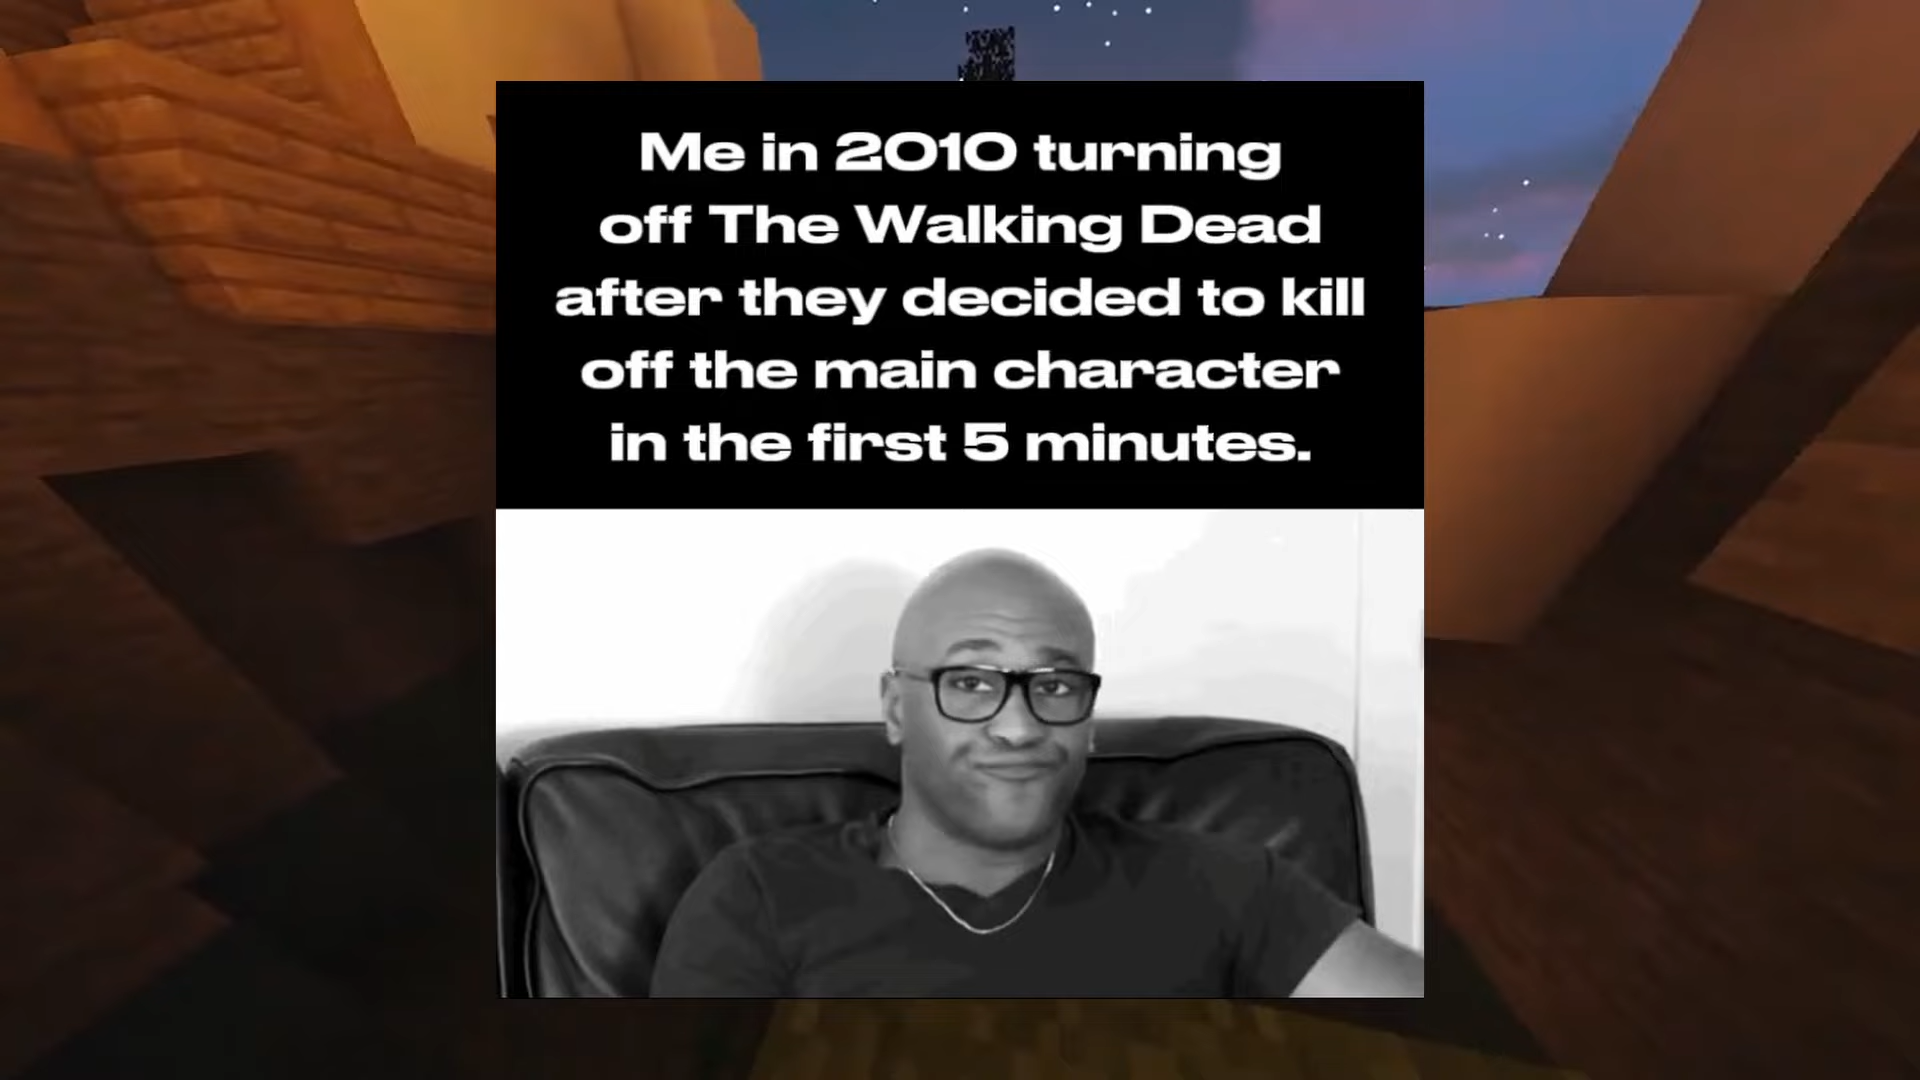 Me in 2010 turning
off The Walking Dead
after they decided to kill
off the main character
in the first 5 minutes.